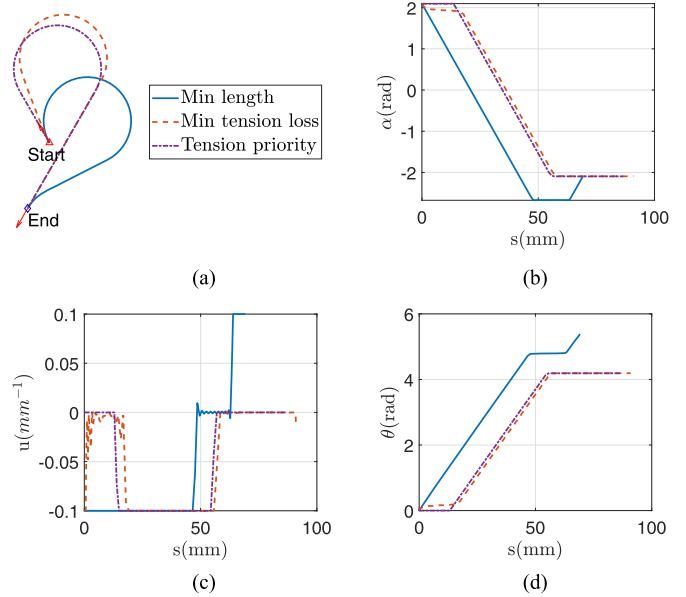 Start
End
Min length
Min tension loss
Tension priority
(a)
2
1
0
-1
-2
0
50
100
α(rad)
s(mm)
(b)
0.1
0.05
0
-0.05
-0.1
0
50
100
u(mm⁻¹)
s(mm)
(c)
6
4
2
0
0
50
100
θ(rad)
s(mm)
(d)